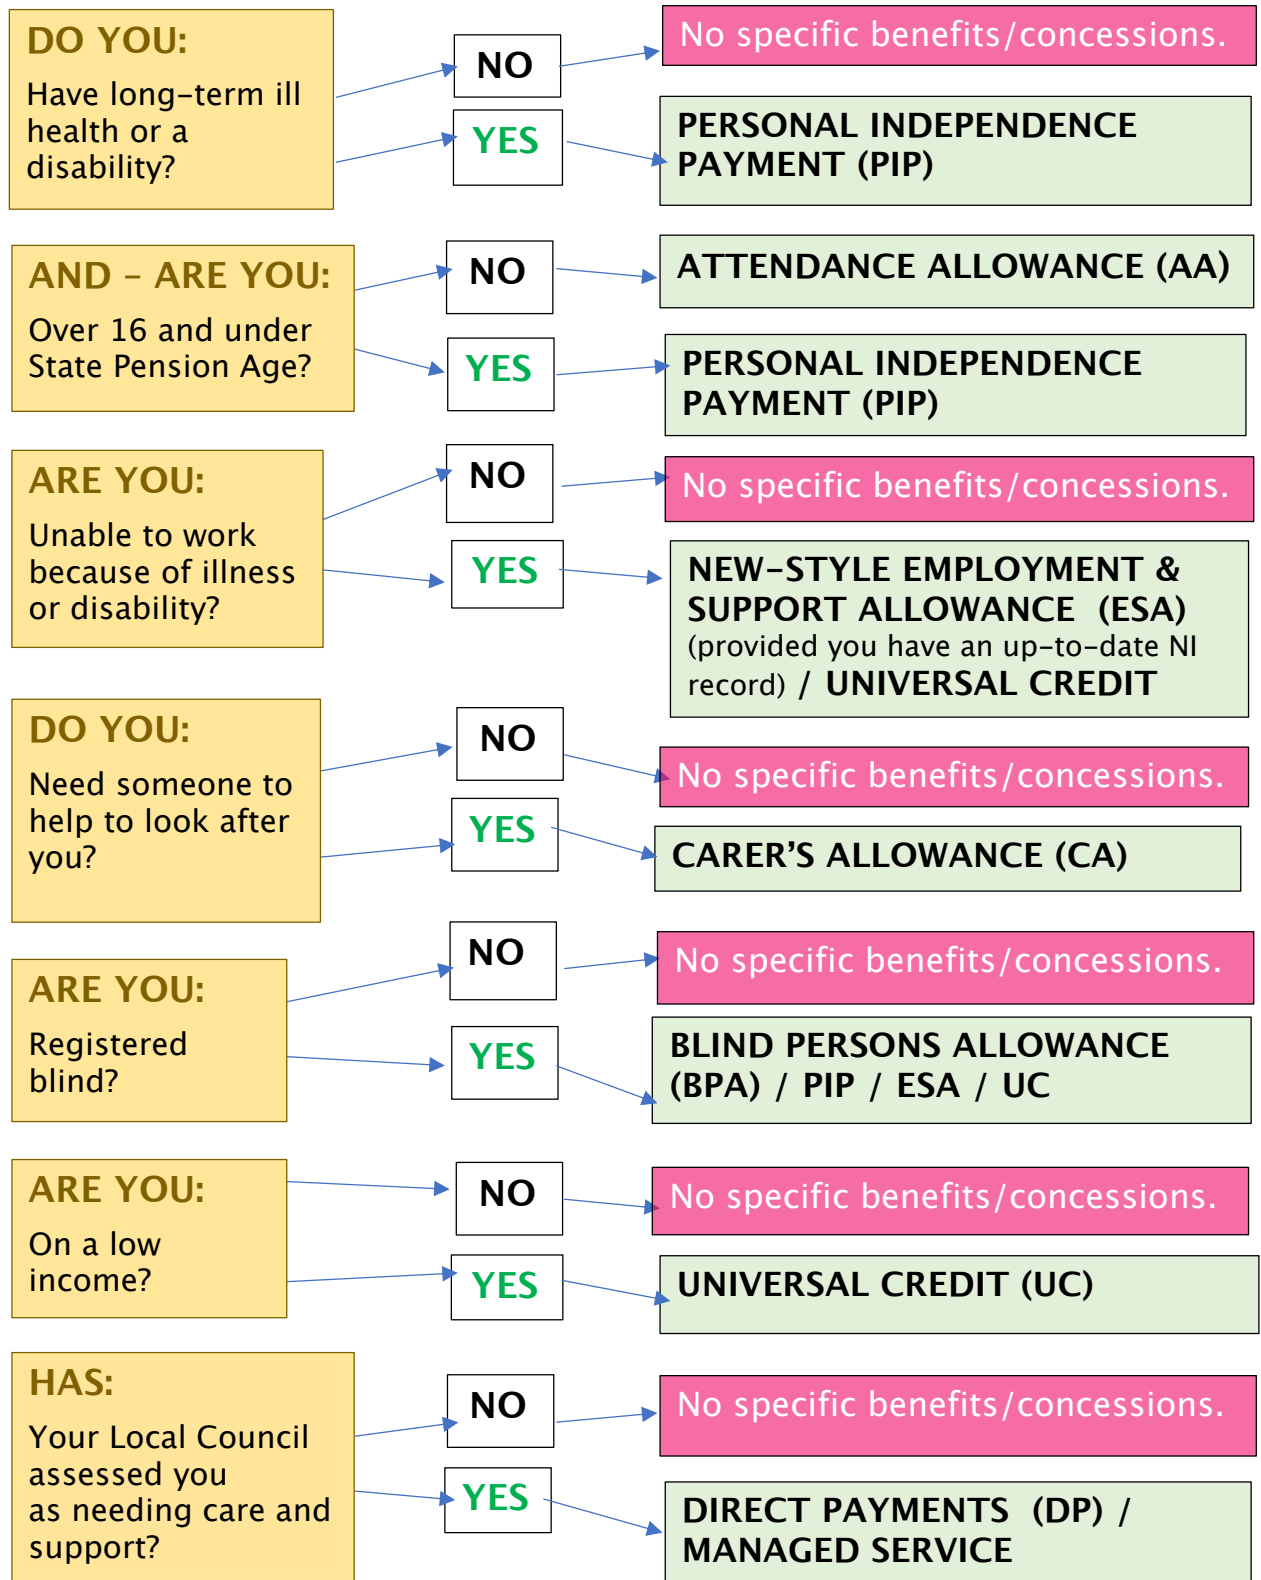 DO YOU:
Have long-term ill
health or a
disability?
NO
No specific benefits/concessions.
YES
PERSONAL INDEPENDENCE
PAYMENT (PIP)
AND – ARE YOU:
Over 16 and under
State Pension Age?
NO
ATTENDANCE ALLOWANCE (AA)
YES
PERSONAL INDEPENDENCE
PAYMENT (PIP)
ARE YOU:
Unable to work
because of illness
or disability?
NO
No specific benefits/concessions.
YES
NEW-STYLE EMPLOYMENT &
SUPPORT ALLOWANCE (ESA)
(provided you have an up-to-date NI
record) / UNIVERSAL CREDIT
DO YOU:
Need someone to
help to look after
you?
NO
No specific benefits/concessions.
YES
CARER’S ALLOWANCE (CA)
ARE YOU:
Registered
blind?
NO
No specific benefits/concessions.
YES
BLIND PERSONS ALLOWANCE
(BPA) / PIP / ESA / UC
ARE YOU:
On a low
income?
NO
No specific benefits/concessions.
YES
UNIVERSAL CREDIT (UC)
HAS:
Your Local Council
assessed you
as needing care and
support?
NO
No specific benefits/concessions.
YES
DIRECT PAYMENTS (DP) /
MANAGED SERVICE